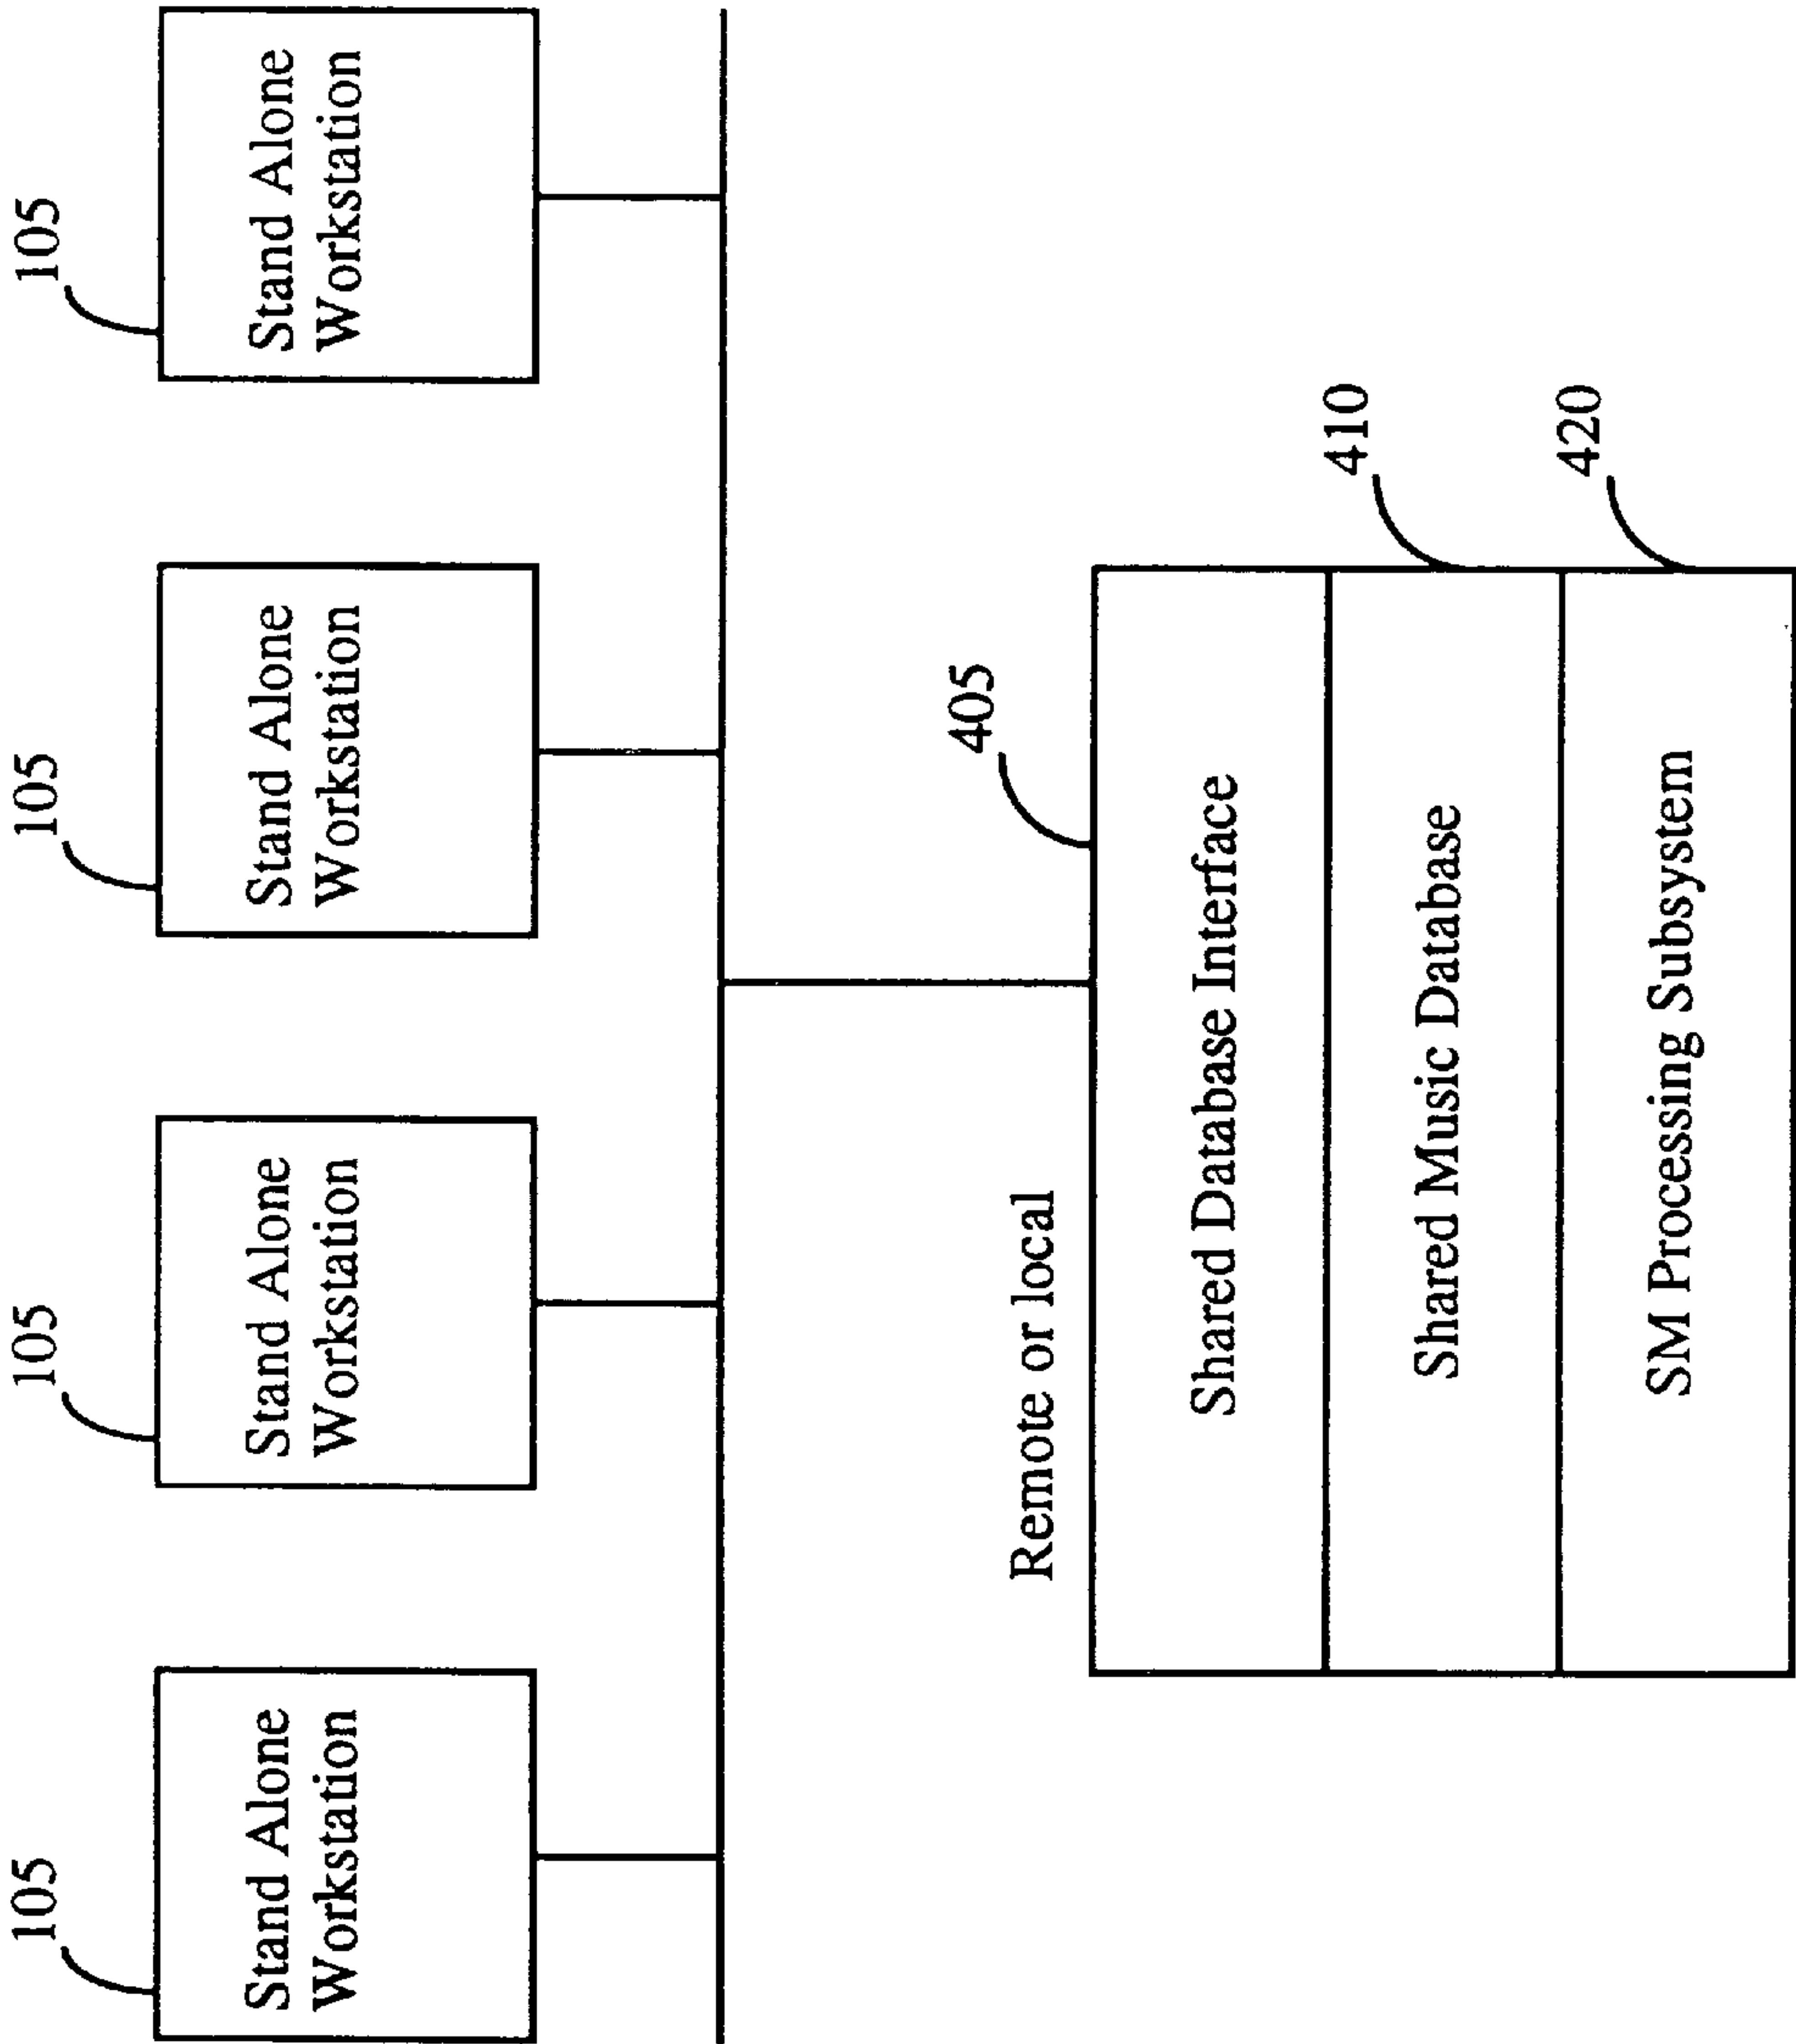 105
105
105
105
Stand Alone
Workstation
Stand Alone
Workstation
Stand Alone
Workstation
Stand Alone
Workstation
Remote or local
405
Shared Database Interface
410
Shared Music Database
420
SM Processing Subsystem